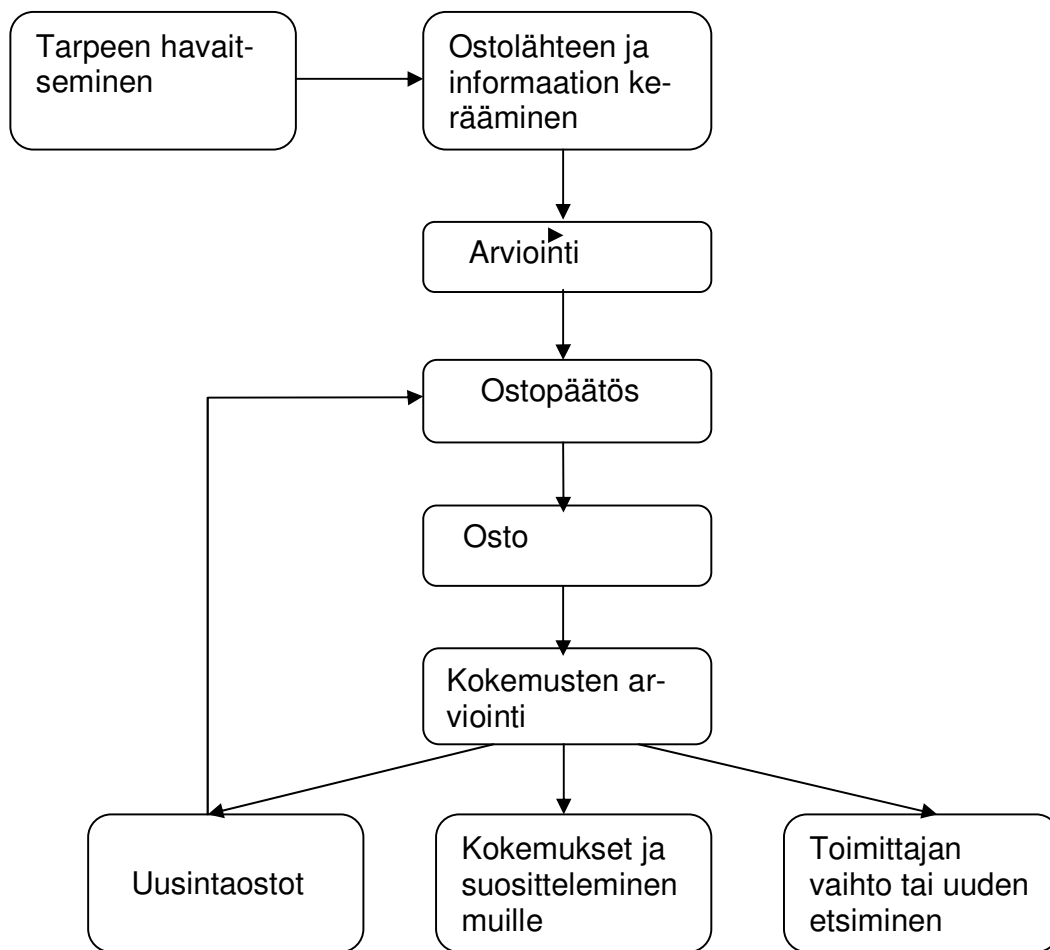 Tarpeen havait-
seminen
Ostolähteen ja
informaation ke-
rääminen
Arviointi
Ostopäätös
Osto
Kokemusten ar-
viointi
Uusintaostot
Kokemukset ja
suositteleminen
muille
Toimittajan
vaihto tai uuden
etsiminen